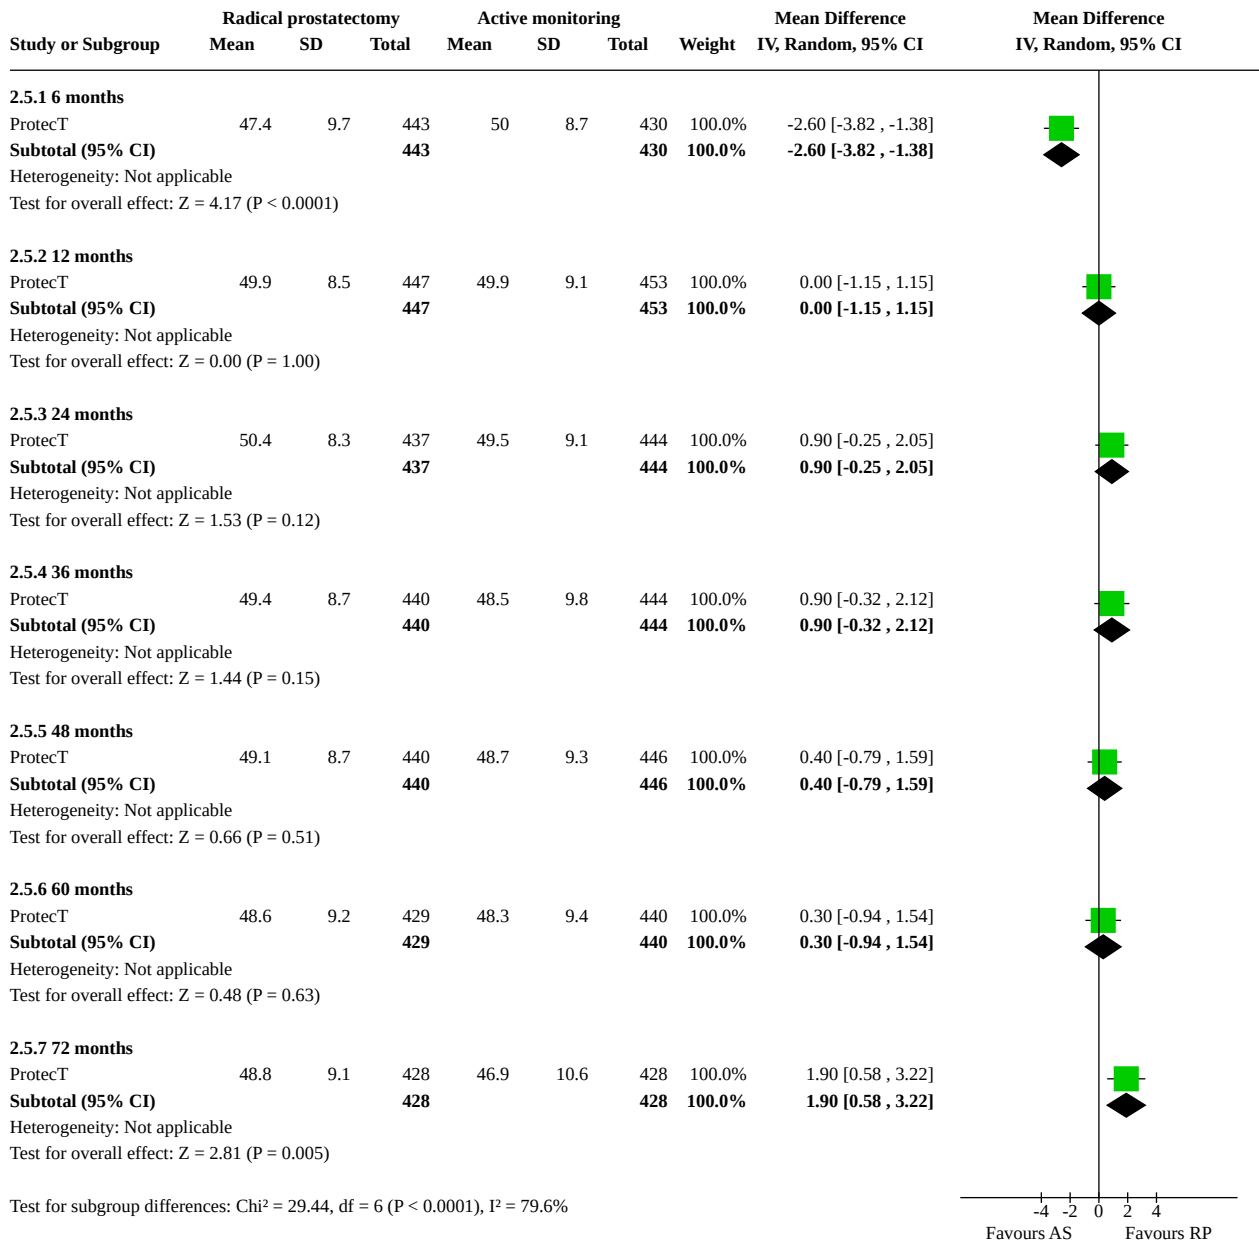 Radical prostatectomy Active monitoring Mean Difference Mean Difference
Study or Subgroup Mean SD Total Mean SD Total Weight IV, Random, 95% CI IV, Random, 95% CI
2.5.1 6 months
ProtecT 47.4 9.7 443 50 8.7 430 100.0% -2.60 [-3.82 , -1.38]
Subtotal (95% CI) 443 430 100.0% -2.60 [-3.82 , -1.38]
Heterogeneity: Not applicable
Test for overall effect: Z = 4.17 (P < 0.0001)
2.5.2 12 months
ProtecT 49.9 8.5 447 49.9 9.1 453 100.0% 0.00 [-1.15 , 1.15]
Subtotal (95% CI) 447 453 100.0% 0.00 [-1.15 , 1.15]
Heterogeneity: Not applicable
Test for overall effect: Z = 0.00 (P = 1.00)
2.5.3 24 months
ProtecT 50.4 8.3 437 49.5 9.1 444 100.0% 0.90 [-0.25 , 2.05]
Subtotal (95% CI) 437 444 100.0% 0.90 [-0.25 , 2.05]
Heterogeneity: Not applicable
Test for overall effect: Z = 1.53 (P = 0.12)
2.5.4 36 months
ProtecT 49.4 8.7 440 48.5 9.8 444 100.0% 0.90 [-0.32 , 2.12]
Subtotal (95% CI) 440 444 100.0% 0.90 [-0.32 , 2.12]
Heterogeneity: Not applicable
Test for overall effect: Z = 1.44 (P = 0.15)
2.5.5 48 months
ProtecT 49.1 8.7 440 48.7 9.3 446 100.0% 0.40 [-0.79 , 1.59]
Subtotal (95% CI) 440 446 100.0% 0.40 [-0.79 , 1.59]
Heterogeneity: Not applicable
Test for overall effect: Z = 0.66 (P = 0.51)
2.5.6 60 months
ProtecT 48.6 9.2 429 48.3 9.4 440 100.0% 0.30 [-0.94 , 1.54]
Subtotal (95% CI) 429 440 100.0% 0.30 [-0.94 , 1.54]
Heterogeneity: Not applicable
Test for overall effect: Z = 0.48 (P = 0.63)
2.5.7 72 months
ProtecT 48.8 9.1 428 46.9 10.6 428 100.0% 1.90 [0.58 , 3.22]
Subtotal (95% CI) 428 428 100.0% 1.90 [0.58 , 3.22]
Heterogeneity: Not applicable
Test for overall effect: Z = 2.81 (P = 0.005)
Test for subgroup differences: Chi² = 29.44, df = 6 (P < 0.0001), I² = 79.6%
-4 -2 0 2 4
Favours AS Favours RP